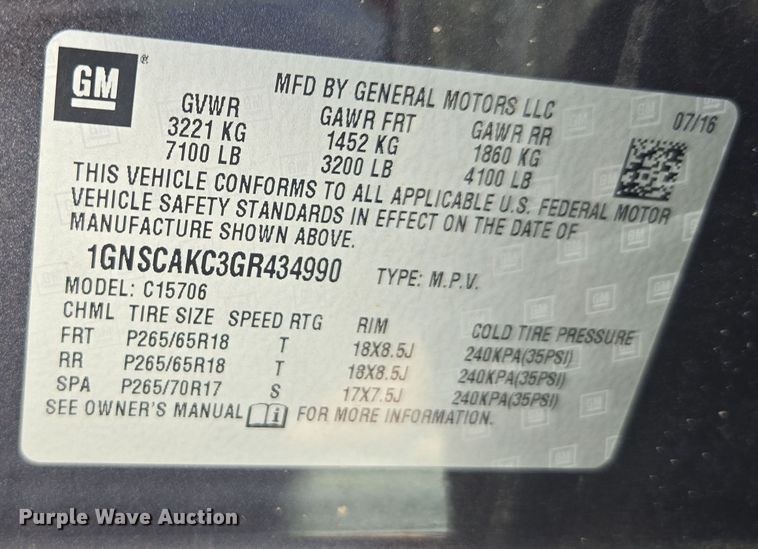 GM ®
MFD BY GENERAL MOTORS LLC
07/16
GVWR GAWR FRT GAWR RR
3221 KG 1452 KG 1860 KG
7100 LB 3200 LB 4100 LB
THIS VEHICLE CONFORMS TO ALL APPLICABLE U.S. FEDERAL MOTOR
VEHICLE SAFETY STANDARDS IN EFFECT ON THE DATE OF
MANUFACTURE SHOWN ABOVE.
1GNSCAKC3GR434990 TYPE: M.P.V.
MODEL: C15706
CHML TIRE SIZE SPEED RTG RIM COLD TIRE PRESSURE
FRT P265/65R18 T 18X8.5J 240KPA(35PSI)
RR P265/65R18 T 18X8.5J 240KPA(35PSI)
SPA P265/70R17 S 17X7.5J 240KPA(35PSI)
SEE OWNER'S MANUAL i FOR MORE INFORMATION.
Purple Wave Auction